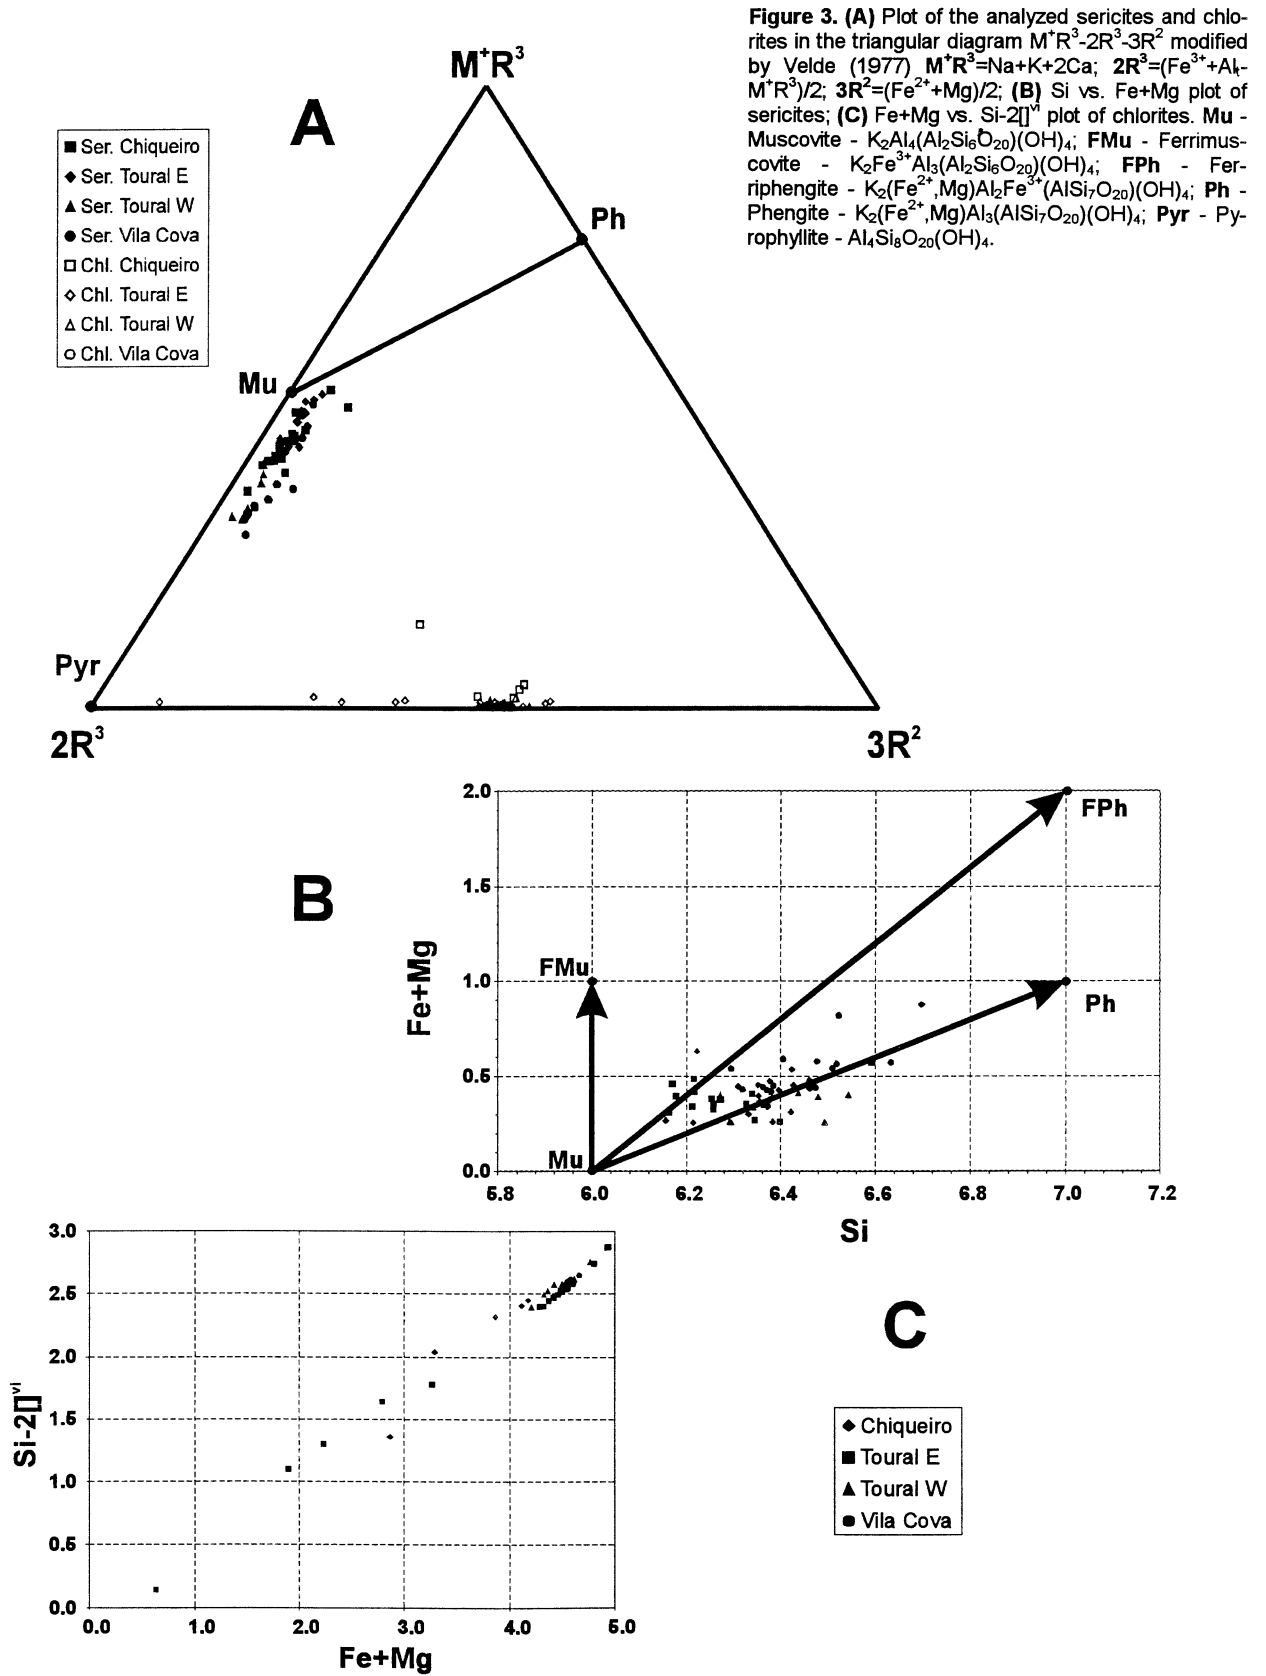 Figure 3. (A) Plot of the analyzed sericites and chlo-
rites in the triangular diagram M⁺R³-2R³-3R² modified
by Velde (1977) M⁺R³=Na+K+2Ca; 2R³=(Fe³⁺+Al-
M⁺R³)/2; 3R²=(Fe²⁺+Mg)/2; (B) Si vs. Fe+Mg plot of
sericites; (C) Fe+Mg vs. Si-2[]ᵛⁱ plot of chlorites. Mu -
Muscovite - K₂Al₄(Al₂Si₆O₂₀)(OH)₄; FMu - Ferrimus-
covite - K₂Fe³⁺Al₃(Al₂Si₆O₂₀)(OH)₄; FPh - Fer-
riphengite - K₂(Fe²⁺,Mg)Al₂Fe³⁺(AlSi₇O₂₀)(OH)₄; Ph -
Phengite - K₂(Fe²⁺,Mg)Al₃(AlSi₇O₂₀)(OH)₄; Pyr - Py-
rophyllite - Al₄Si₈O₂₀(OH)₄.
A
M⁺R³
Ser. Chiqueiro
Ser. Toural E
Ser. Toural W
Ser. Vila Cova
Chl. Chiqueiro
Chl. Toural E
Chl. Toural W
Chl. Vila Cova
Ph
Mu
Pyr
2R³
3R²
B
Fe+Mg
2.0
1.5
1.0
0.5
0.0
FPh
FMu
Ph
Mu
5.8 6.0 6.2 6.4 6.6 6.8 7.0 7.2
Si
C
Si-2[]ᵛⁱ
3.0
2.5
2.0
1.5
1.0
0.5
0.0
0.0 1.0 2.0 3.0 4.0 5.0
Fe+Mg
Chiqueiro
Toural E
Toural W
Vila Cova